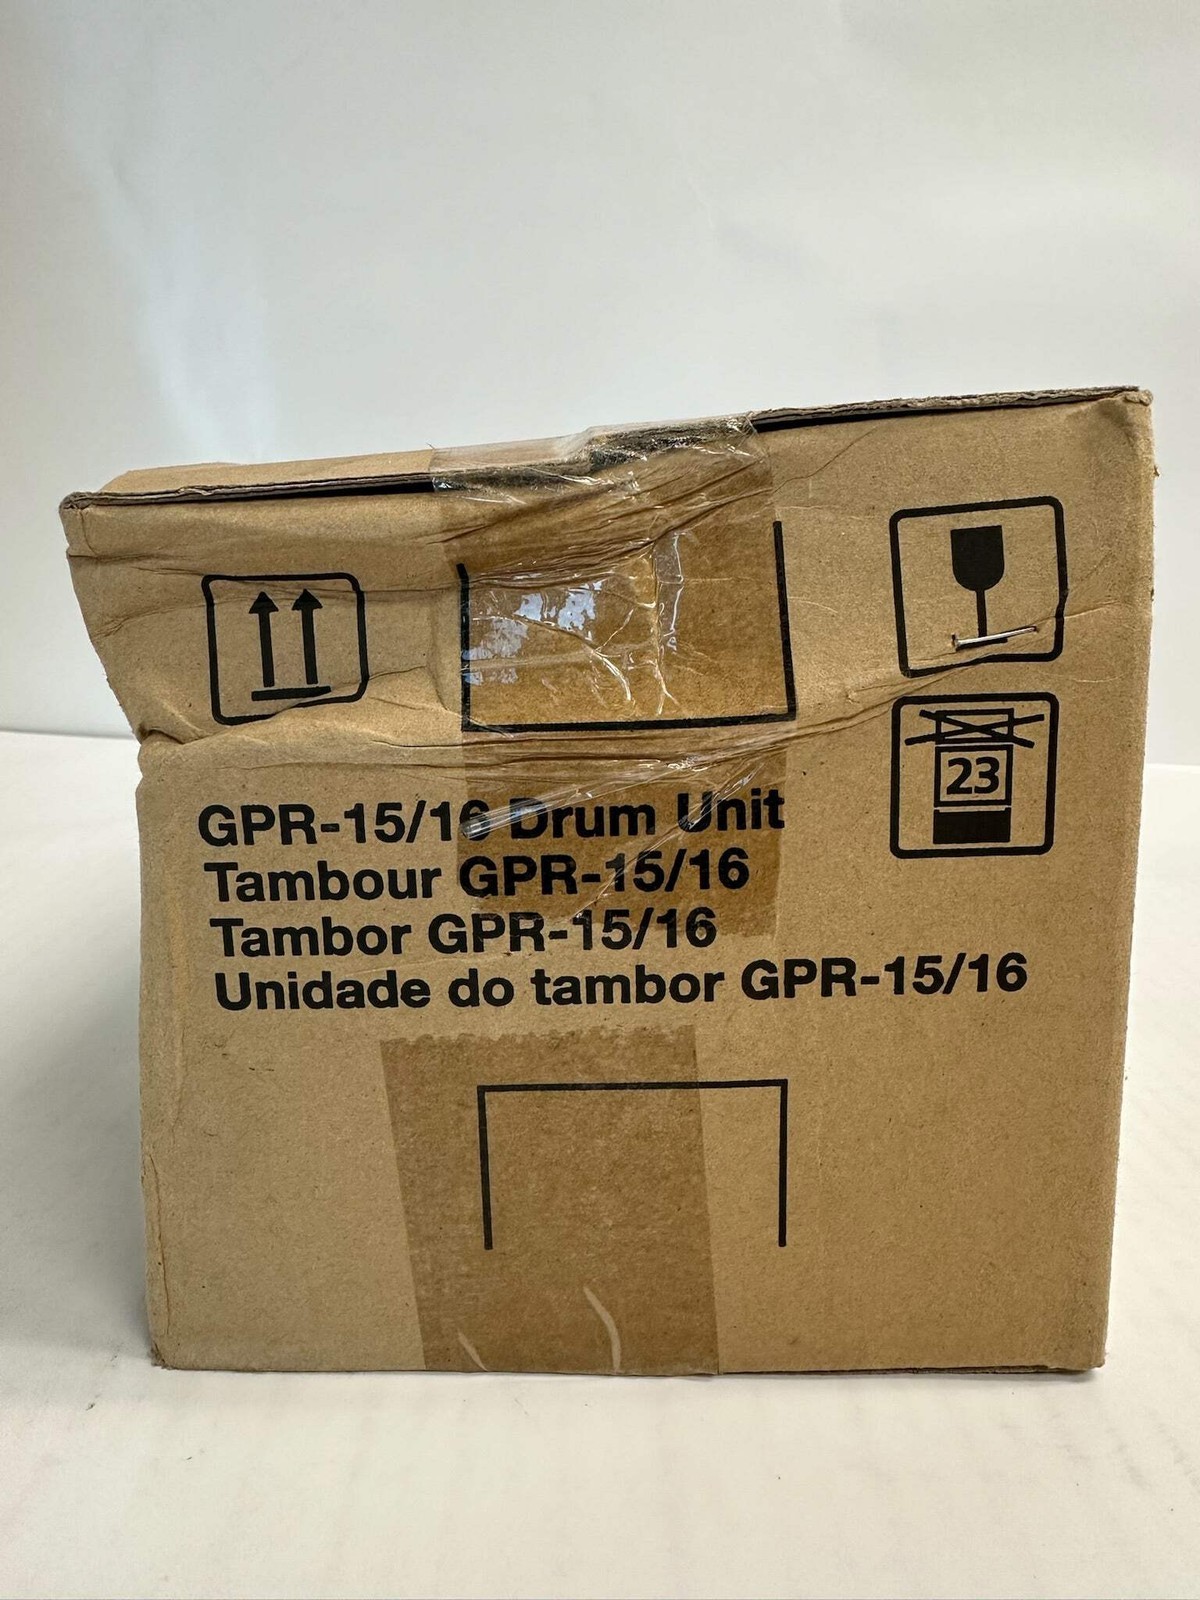 23
GPR-15/16 Drum Unit
Tambour GPR-15/16
Tambor GPR-15/16
Unidade do tambor GPR-15/16